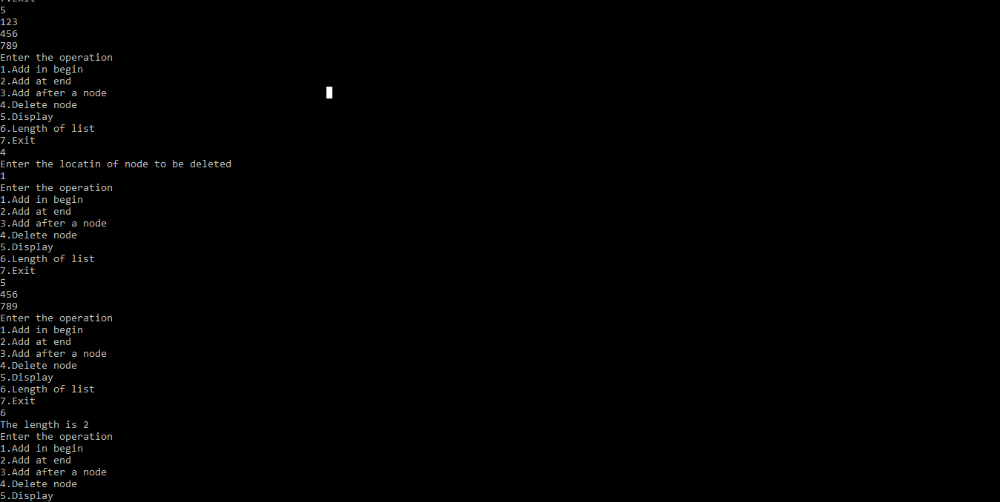 7.Exit
5
123
456
789
Enter the operation
1.Add in begin
2.Add at end
3.Add after a node
4.Delete node
5.Display
6.Length of list
7.Exit
4
Enter the locatin of node to be deleted
1
Enter the operation
1.Add in begin
2.Add at end
3.Add after a node
4.Delete node
5.Display
6.Length of list
7.Exit
5
456
789
Enter the operation
1.Add in begin
2.Add at end
3.Add after a node
4.Delete node
5.Display
6.Length of list
7.Exit
6
The length is 2
Enter the operation
1.Add in begin
2.Add at end
3.Add after a node
4.Delete node
5.Display